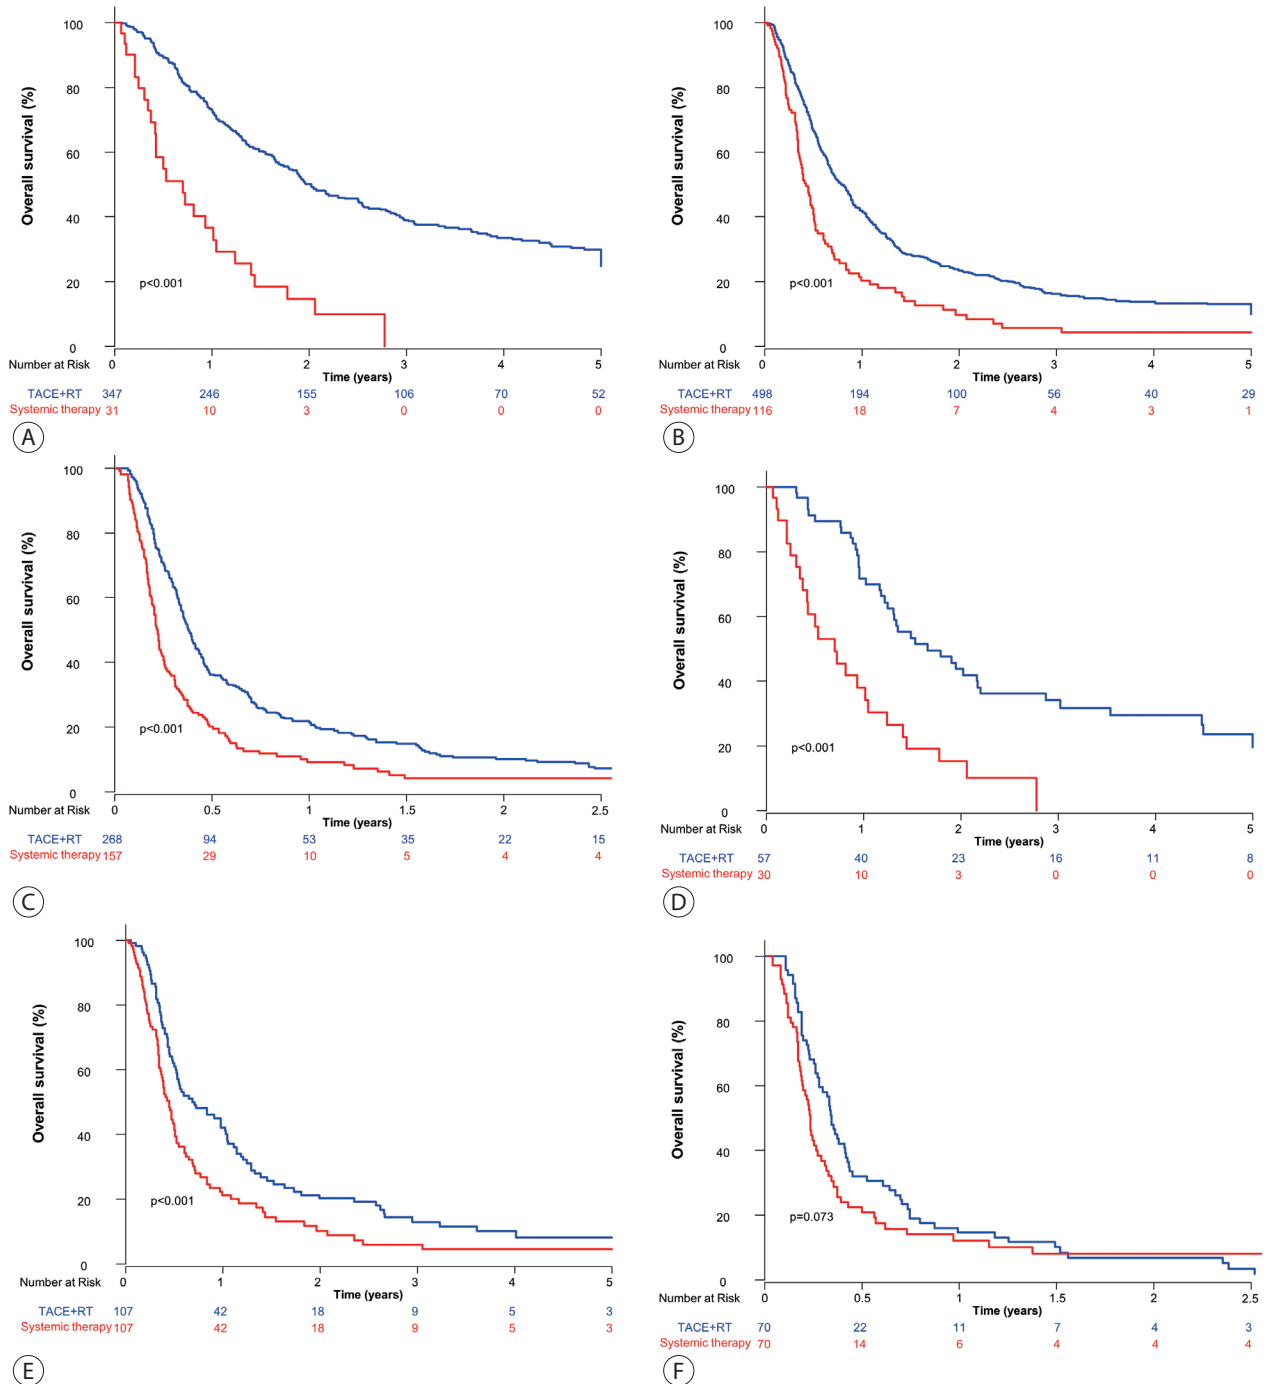 100
80
60
40
20
0
Overall survival (%)
p<0.001
Number at Risk 0 1 2 3 4 5
Time (years)
TACE+RT 347 246 155 106 70 52
Systemic therapy 31 10 3 0 0 0
A
100
80
60
40
20
0
Overall survival (%)
p<0.001
Number at Risk 0 1 2 3 4 5
Time (years)
TACE+RT 498 194 100 56 40 29
Systemic therapy 116 18 7 4 3 1
B
100
80
60
40
20
0
Overall survival (%)
p<0.001
Number at Risk 0 0.5 1 1.5 2 2.5
Time (years)
TACE+RT 268 94 53 35 22 15
Systemic therapy 157 29 10 5 4 4
C
100
80
60
40
20
0
Overall survival (%)
p<0.001
Number at Risk 0 1 2 3 4 5
Time (years)
TACE+RT 57 40 23 16 11 8
Systemic therapy 30 10 3 0 0 0
D
100
80
60
40
20
0
Overall survival (%)
p<0.001
Number at Risk 0 1 2 3 4 5
Time (years)
TACE+RT 107 42 18 9 5 3
Systemic therapy 107 42 18 9 5 3
E
100
80
60
40
20
0
Overall survival (%)
p=0.073
Number at Risk 0 0.5 1 1.5 2 2.5
Time (years)
TACE+RT 70 22 11 7 4 3
Systemic therapy 70 14 6 4 4 4
F